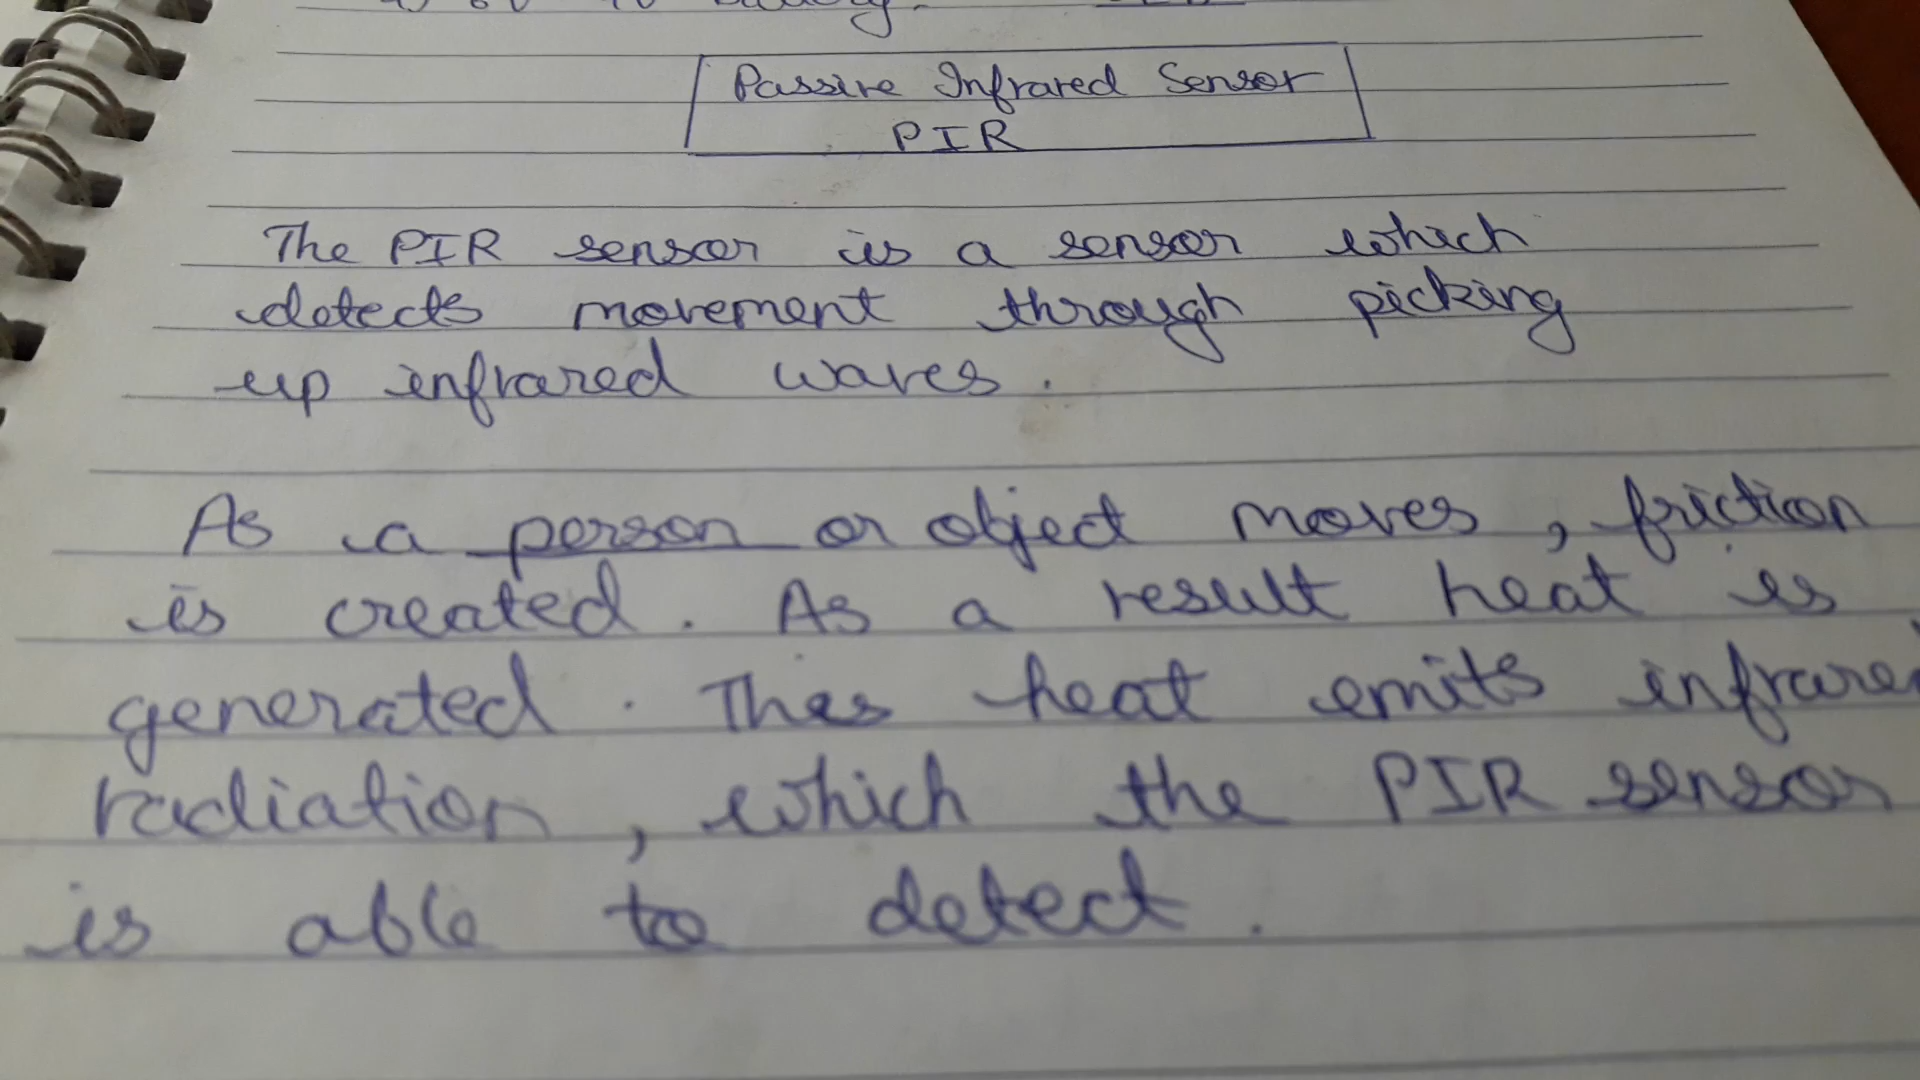 Passive Infrared Sensor
PIR
The PIR sensor is a sensor which
detects movement through picking
up infrared waves.
As a person or object moves, friction
is created. As a result heat is
generated. This heat emits infrared
radiation, which the PIR sensor
is able to detect.